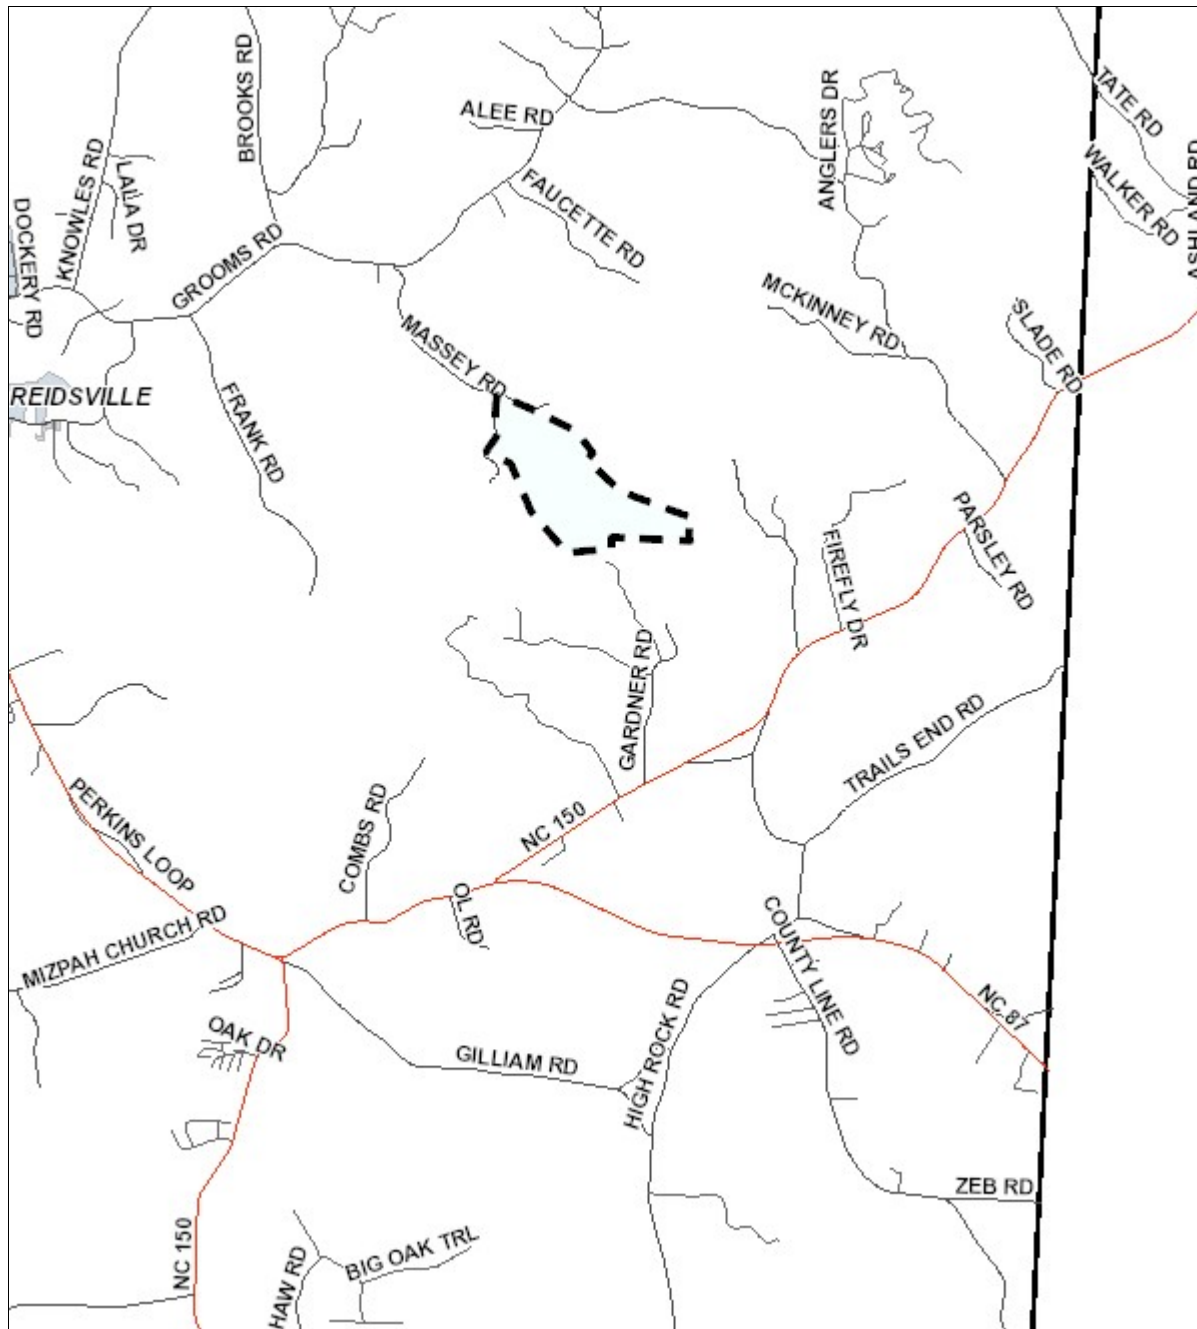 BROOKS RD
ALEE RD
ANGLERS DR
TATE RD
WALKER RD
ASHLAND RD
KNOWLES RD
LALLA DR
FAUCETTE RD
DOCKERY RD
GROOMS RD
MCKINNEY RD
SLADE RD
MASSEY RD
REIDSVILLE
FRANK RD
PARSLEY RD
FIREFLY DR
GARDNER RD
TRAILS END RD
PERKINS LOOP
COMBS RD
NC 150
OL RD
COUNTY LINE RD
MIZPAH CHURCH RD
NC 87
HIGH ROCK RD
OAK DR
GILLIAM RD
ZEB RD
NC 150
HAW RD
BIG OAK TRL